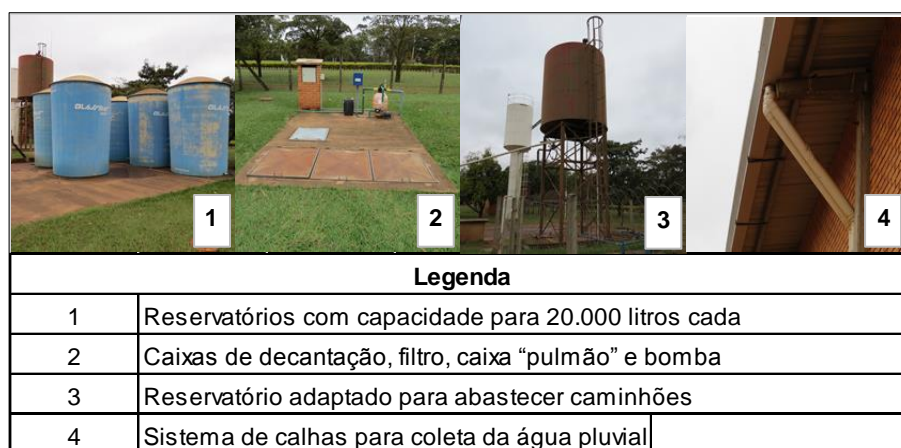 1
2
3
4
Legenda
1 Reservatórios com capacidade para 20.000 litros cada
2 Caixas de decantação, filtro, caixa “pulmão” e bomba
3 Reservatório adaptado para abastecer caminhões
4 Sistema de calhas para coleta da água pluvial